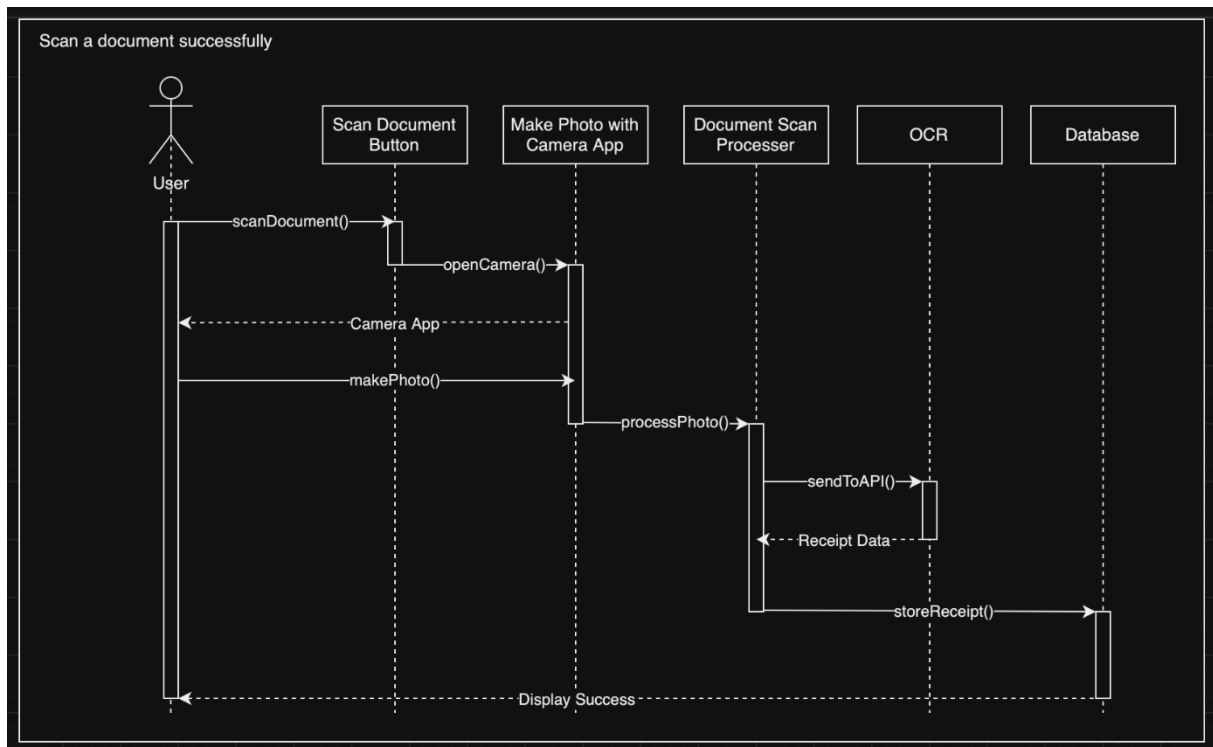 Scan a document successfully
Scan Document
Button
Make Photo with
Camera App
Document Scan
Processer
OCR
Database
User
scanDocument()
openCamera()
Camera App
makePhoto()
processPhoto()
sendToAPI()
Receipt Data
storeReceipt()
Display Success